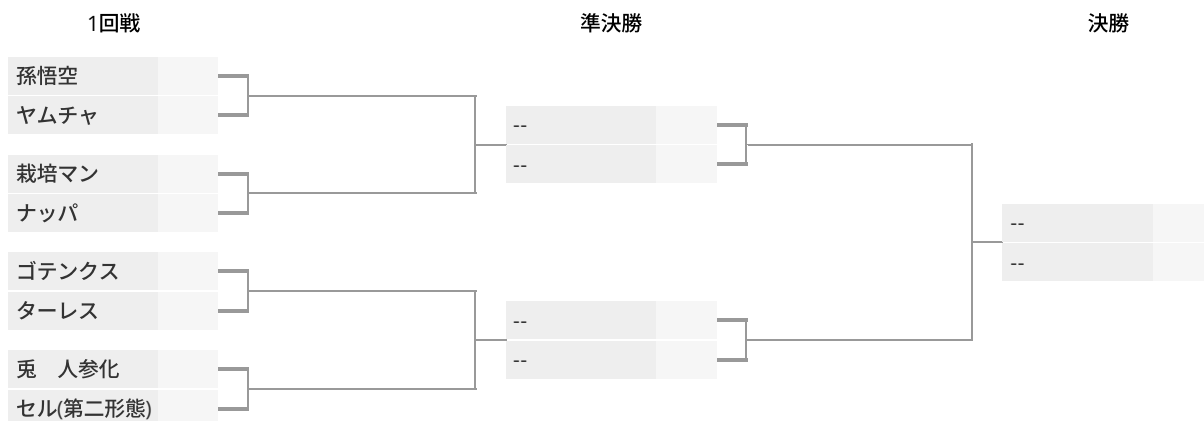 1回戦
準決勝
決勝
孫悟空
ヤムチャ
--
--
栽培マン
ナッパ
--
--
ゴテンクス
ターレス
--
--
兎　人参化
セル(第二形態)